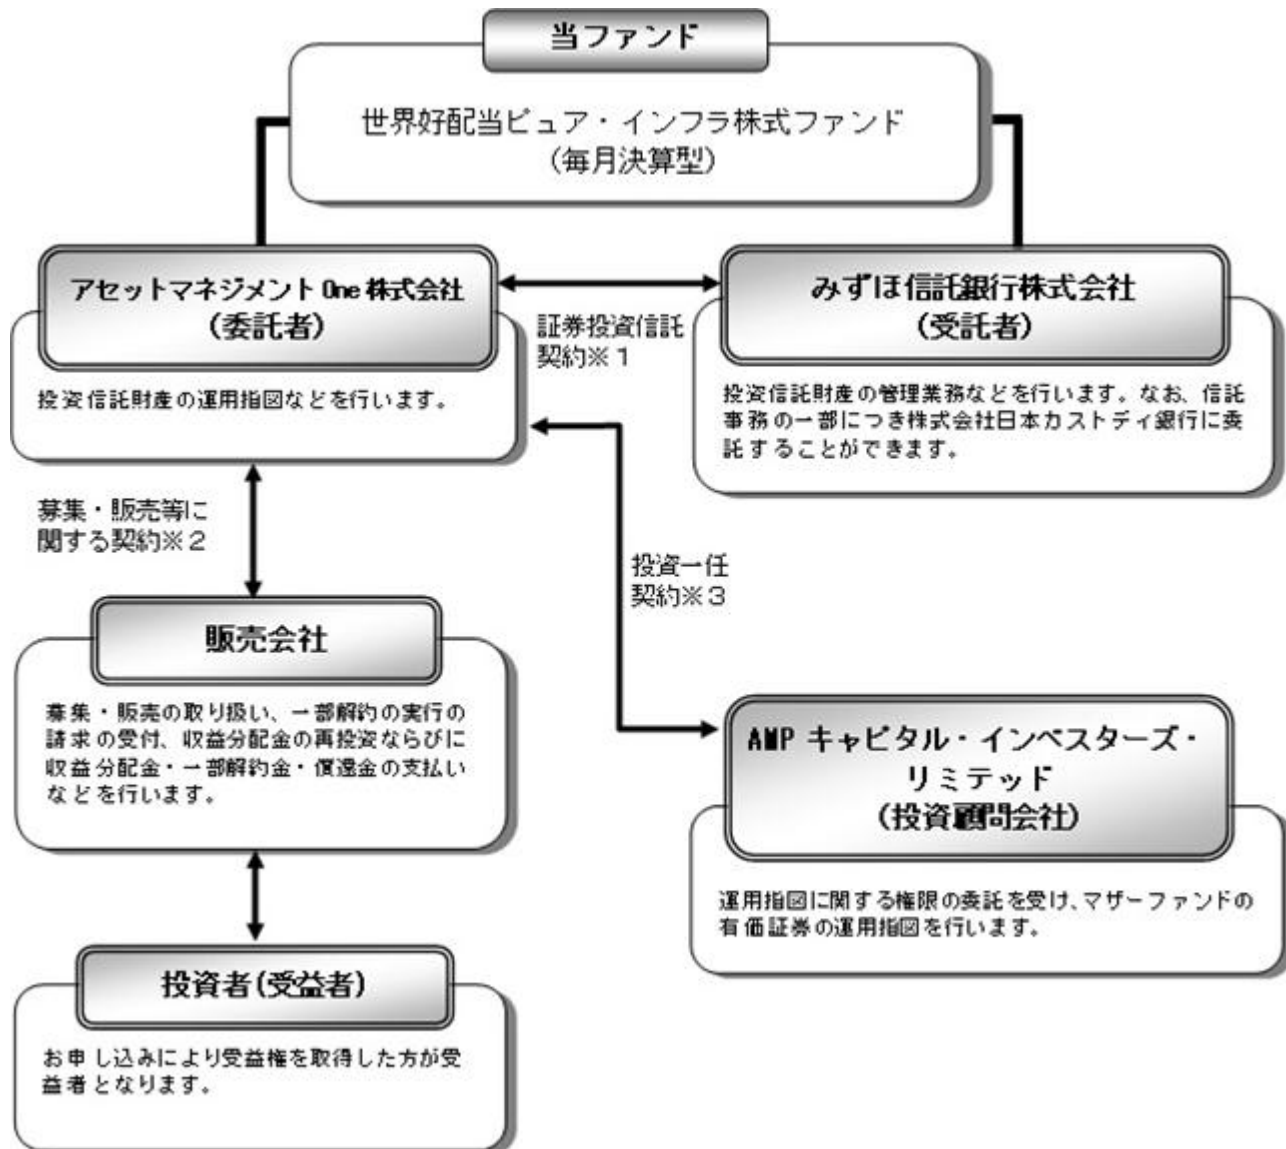 当ファンド
世界好配当ピュア・インフラ株式ファンド
（毎月決算型）
アセットマネジメントOne株式会社
（委託者）
投資信託財産の運用指図などを行います。
証券投資信託
契約※１
みずほ信託銀行株式会社
（受託者）
投資信託財産の管理業務などを行います。なお、信託
事務の一部につき株式会社日本カストディ銀行に委
託することができます。
募集・販売等に
関する契約※２
投資一任
契約※３
販売会社
募集・販売の取り扱い、一部解約の実行の
請求の受付、収益分配金の再投資ならびに
収益分配金・一部解約金・償還金の支払い
などを行います。
AMP キャピタル・インベスターズ・
リミテッド
（投資顧問会社）
運用指図に関する権限の委託を受け、マザーファンドの
有価証券の運用指図を行います。
投資者(受益者)
お申し込みにより受益権を取得した方が受
益者となります。